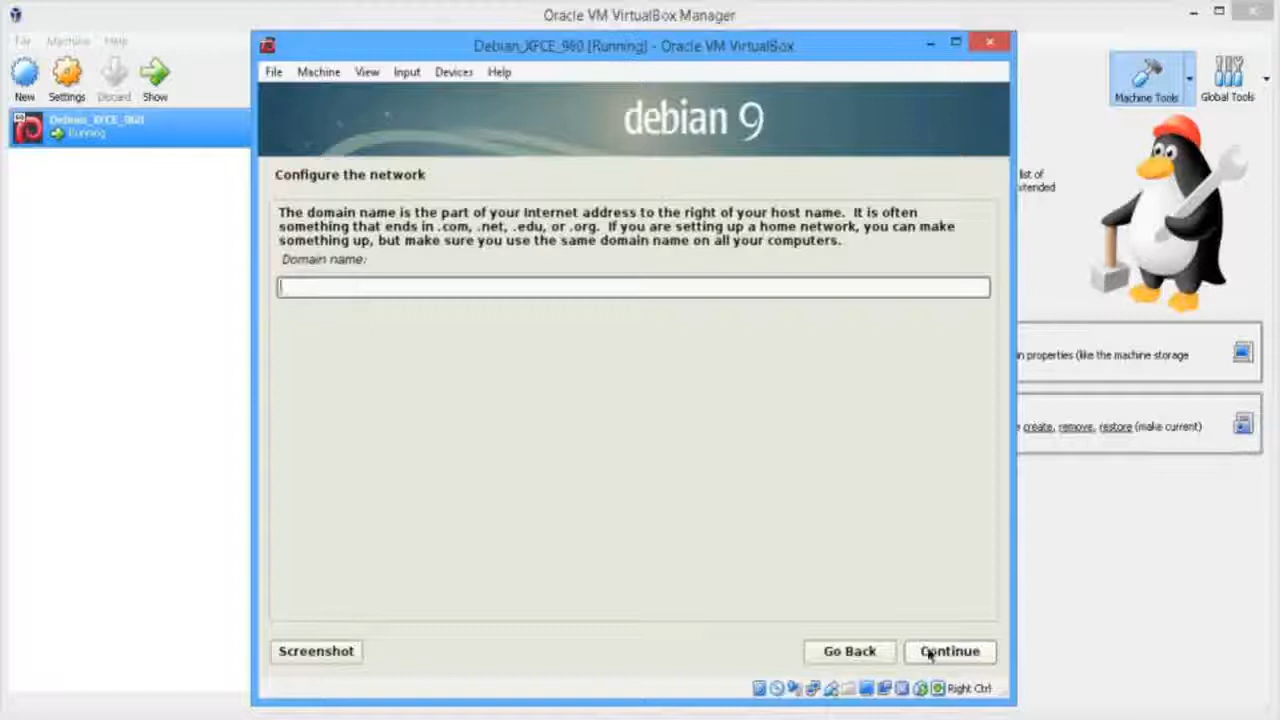 Oracle VM VirtualBox Manager
File Machine Help
New Settings Discard Show
Machine Tools Global Tools
Debian_XFCE_960
Running
Debian_XFCE_960 [Running] - Oracle VM VirtualBox
File Machine View Input Devices Help
debian 9
Configure the network
The domain name is the part of your Internet address to the right of your host name. It is often
something that ends in .com, .net, .edu, or .org. If you are setting up a home network, you can make
something up, but make sure you use the same domain name on all your computers.
Domain name:
Screenshot
Go Back
Continue
Right Ctrl
list of
extended
properties (like the machine storage
create, remove, restore (make current)